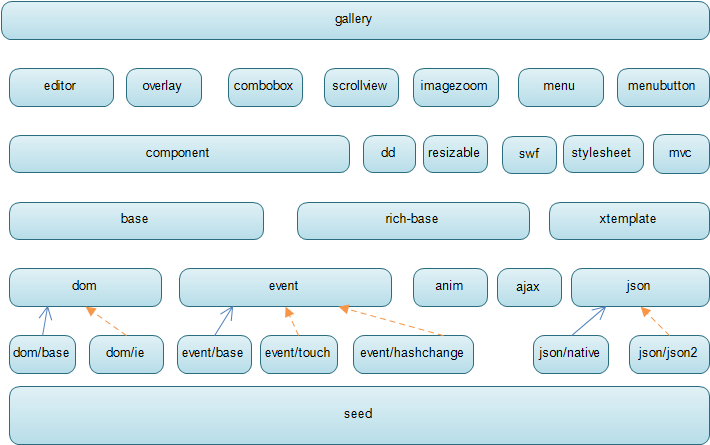 gallery
editor
overlay
combobox
scrollview
imagezoom
menu
menubutton
component
dd
resizable
swf
stylesheet
mvc
base
rich-base
xtemplate
dom
event
anim
ajax
json
dom/base
dom/ie
event/base
event/touch
event/hashchange
json/native
json/json2
seed